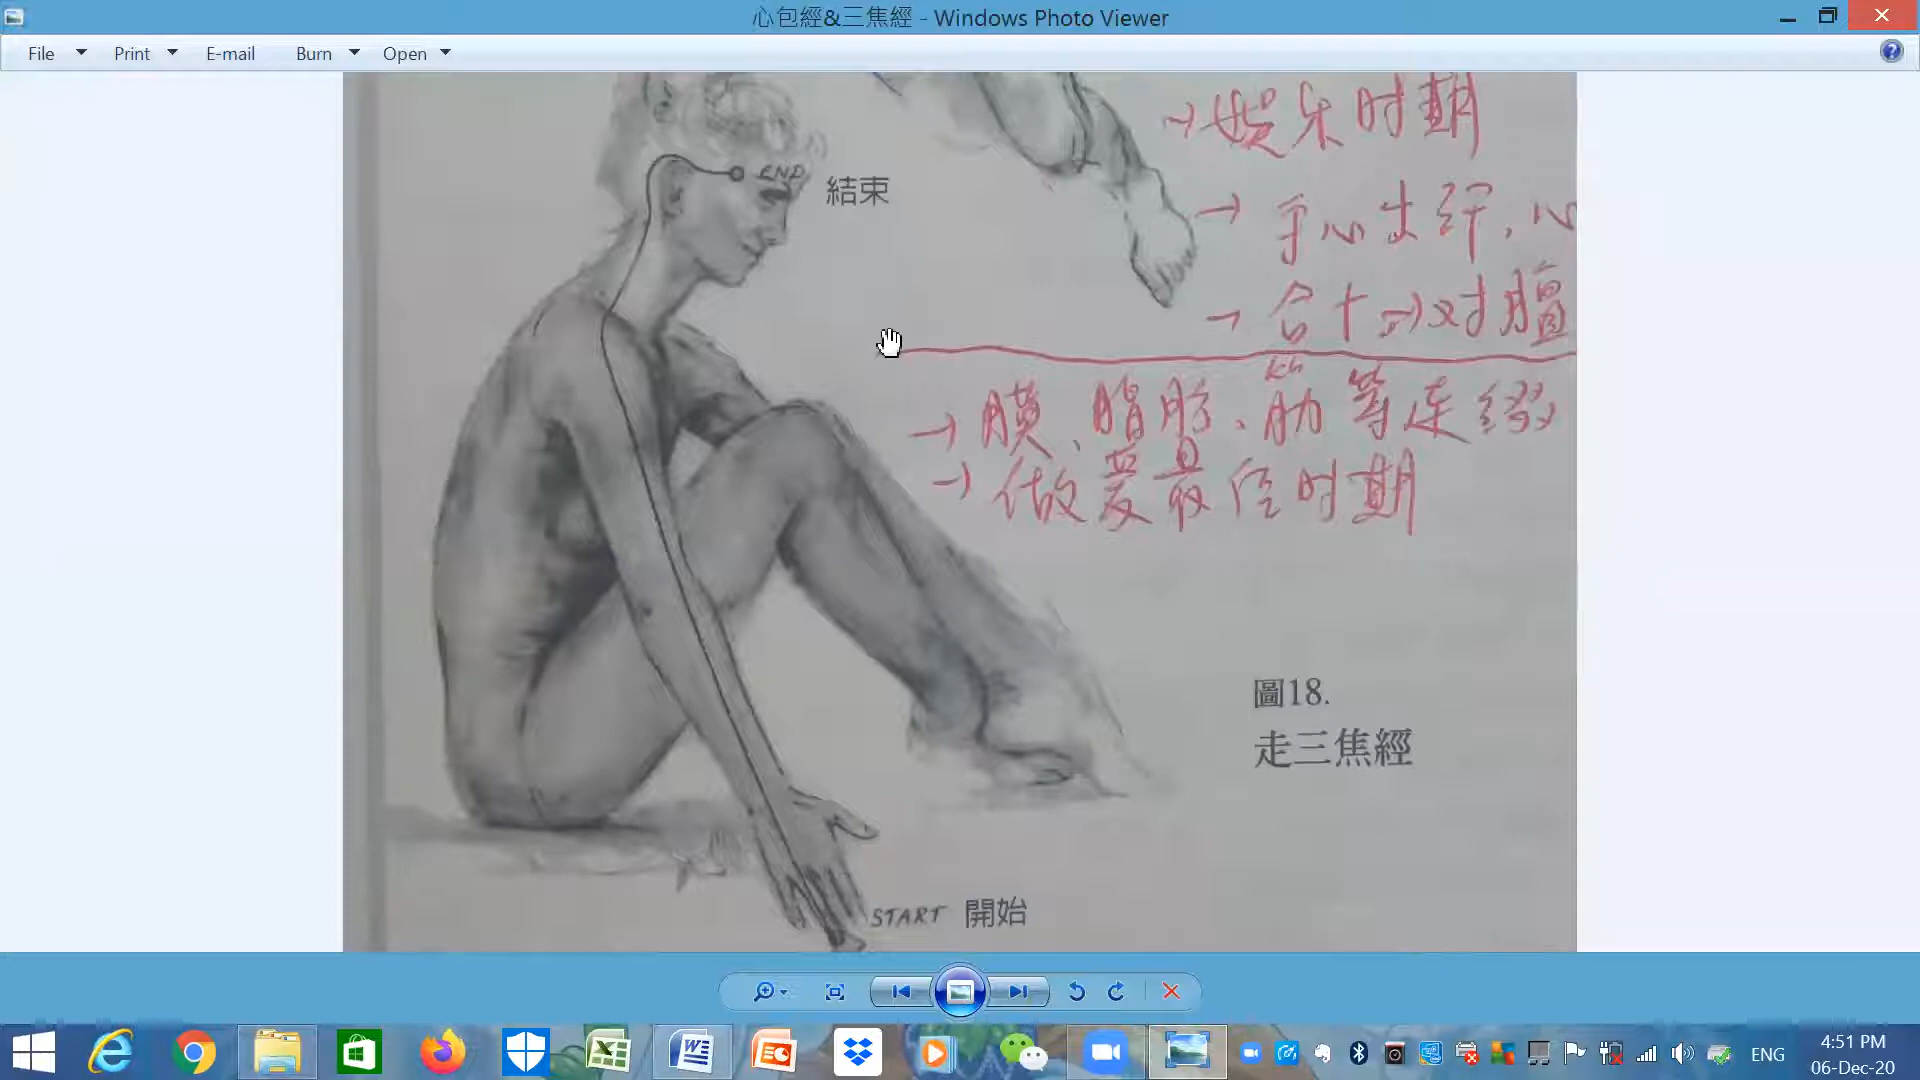 心包經&三焦經 - Windows Photo Viewer
File Print E-mail Burn Open
→娱乐时期
END 結束
→ 手心出汗, 心
→ 合十 → 对膻
→ 膜、脂肪、筋等连缀
→ 做爱最佳时期
圖18.
走三焦經
START 開始
ENG
4:51 PM
06-Dec-20